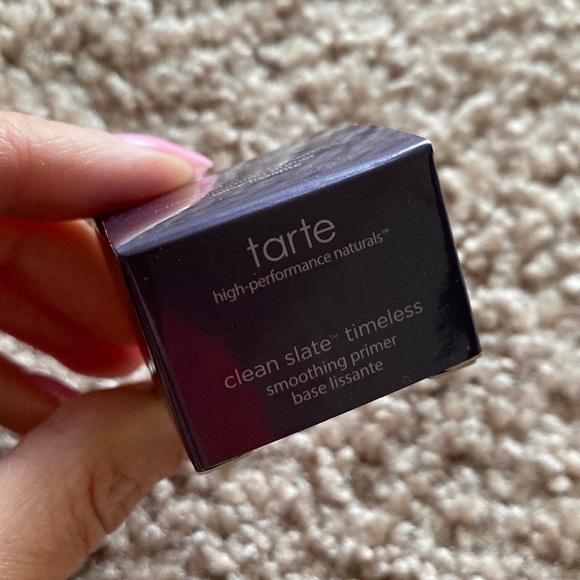 tarte
high-performance naturals™
clean slate™ timeless
smoothing primer
base lissante